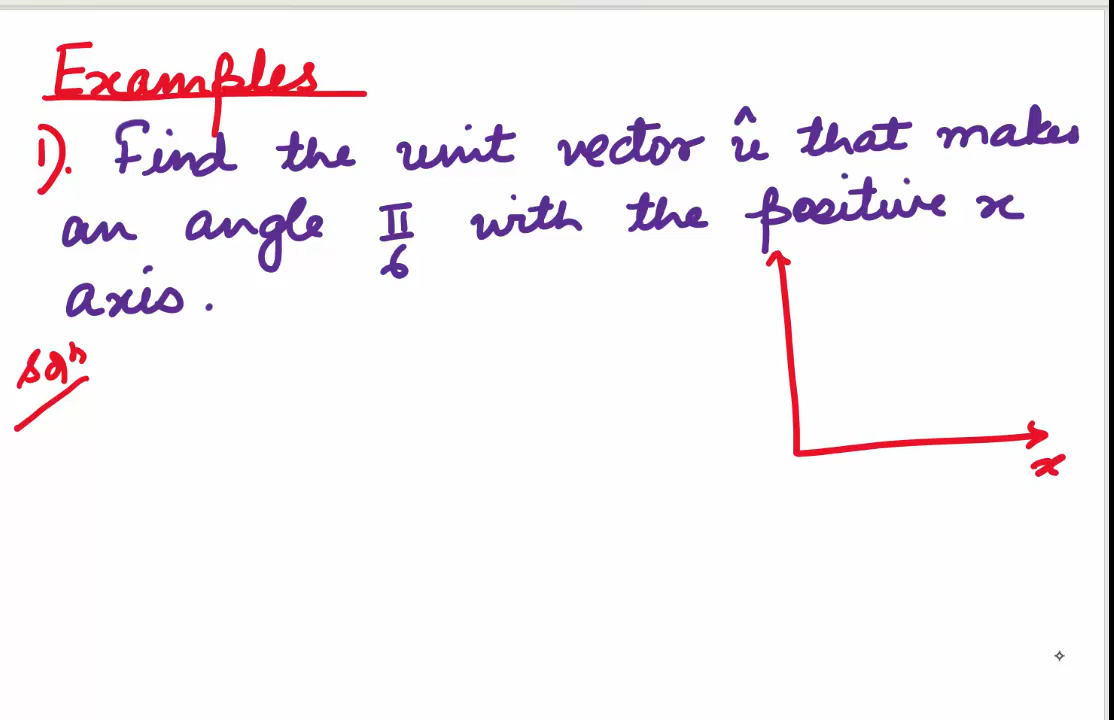 Examples
1). Find the unit vector û that makes
an angle π/6 with the positive x
axis.
Solⁿ
x